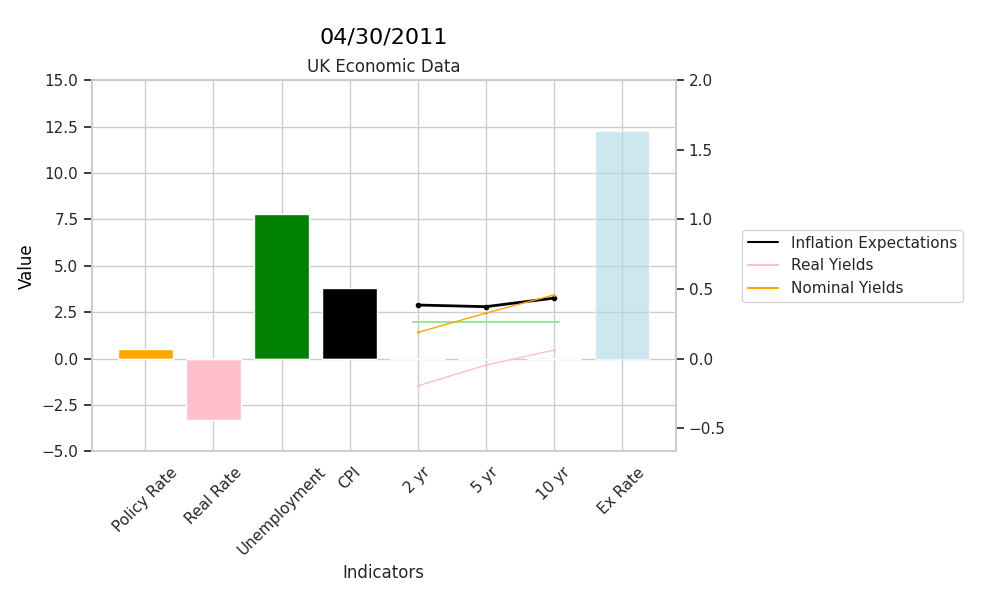 04/30/2011
UK Economic Data
15.0
12.5
10.0
7.5
5.0
2.5
0.0
−2.5
−5.0
Value
2.0
1.5
1.0
0.5
0.0
−0.5
Inflation Expectations
Real Yields
Nominal Yields
Policy Rate
Real Rate
Unemployment
CPI
2 yr
5 yr
10 yr
Ex Rate
Indicators